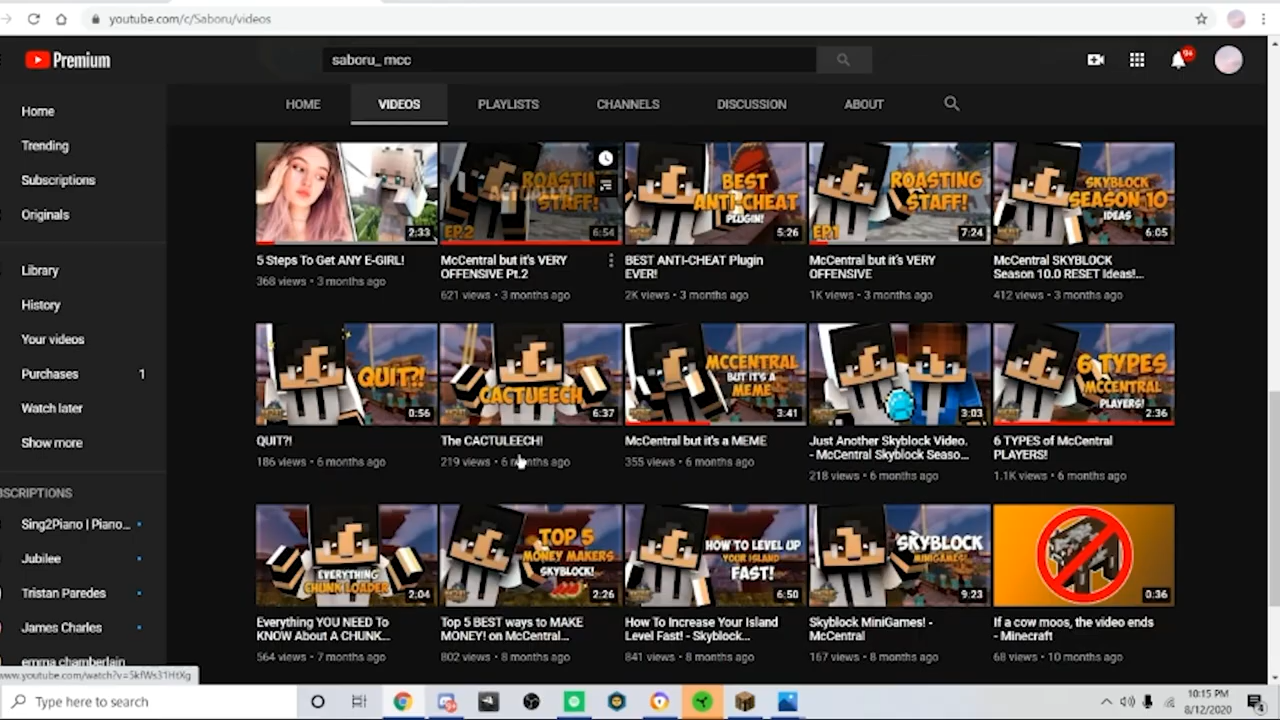 youtube.com/c/Saboru/videos
Premium
saboru_ mcc
9+
HOME VIDEOS PLAYLISTS CHANNELS DISCUSSION ABOUT
Home
Trending
Subscriptions
Originals
Library
History
Your videos
Purchases 1
Watch later
Show more
BSCRIPTIONS
Sing2Piano | Piano...
Jubilee
Tristan Paredes
James Charles
emma chamberlain
2:33
ROASTING
STAFF!
EP.2
6:54
BEST
ANTI-CHEAT
PLUGIN!
5:26
ROASTING
STAFF!
EP.1
7:24
SKYBLOCK
SEASON 10
IDEAS
6:05
5 Steps To Get ANY E-GIRL!
368 views • 3 months ago
McCentral but it's VERY
OFFENSIVE Pt.2
621 views • 3 months ago
BEST ANTI-CHEAT Plugin
EVER!
2K views • 3 months ago
McCentral but it's VERY
OFFENSIVE
1K views • 3 months ago
McCentral SKYBLOCK
Season 10.0 RESET Ideas!...
412 views • 3 months ago
QUIT?!
0:56
CACTUEECH
6:37
MCCENTRAL
BUT IT'S A
MEME
3:41
3:03
6 TYPES
MCCENTRAL
PLAYERS!
2:36
QUIT?!
186 views • 6 months ago
The CACTULEECH!
219 views • 6 months ago
McCentral but it's a MEME
355 views • 6 months ago
Just Another Skyblock Video.
- McCentral Skyblock Seaso...
218 views • 6 months ago
6 TYPES of McCentral
PLAYERS!
1.1K views • 6 months ago
EVERYTHING
CHUNK LOADER
2:04
TOP 5
MONEY MAKERS
SKYBLOCK!
2:26
HOW TO LEVEL UP
YOUR ISLAND
FAST!
6:50
SKYBLOCK
MINIGAMES!
9:23
0:36
Everything YOU NEED To
KNOW About A CHUNK...
564 views • 7 months ago
Top 5 BEST ways to MAKE
MONEY! on McCentral...
802 views • 8 months ago
How To Increase Your Island
Level Fast! - Skyblock...
841 views • 8 months ago
Skyblock MiniGames! -
McCentral
167 views • 8 months ago
If a cow moos, the video ends
- Minecraft
68 views • 10 months ago
www.youtube.com/watch?v=5kfWs31HtXg
Type here to search
10:15 PM
8/12/2020
4